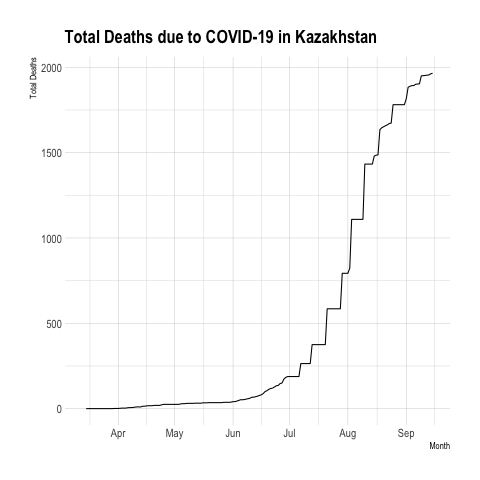 Total Deaths due to COVID-19 in Kazakhstan
Total Deaths
2000
1500
1000
500
0
Apr May Jun Jul Aug Sep
Month